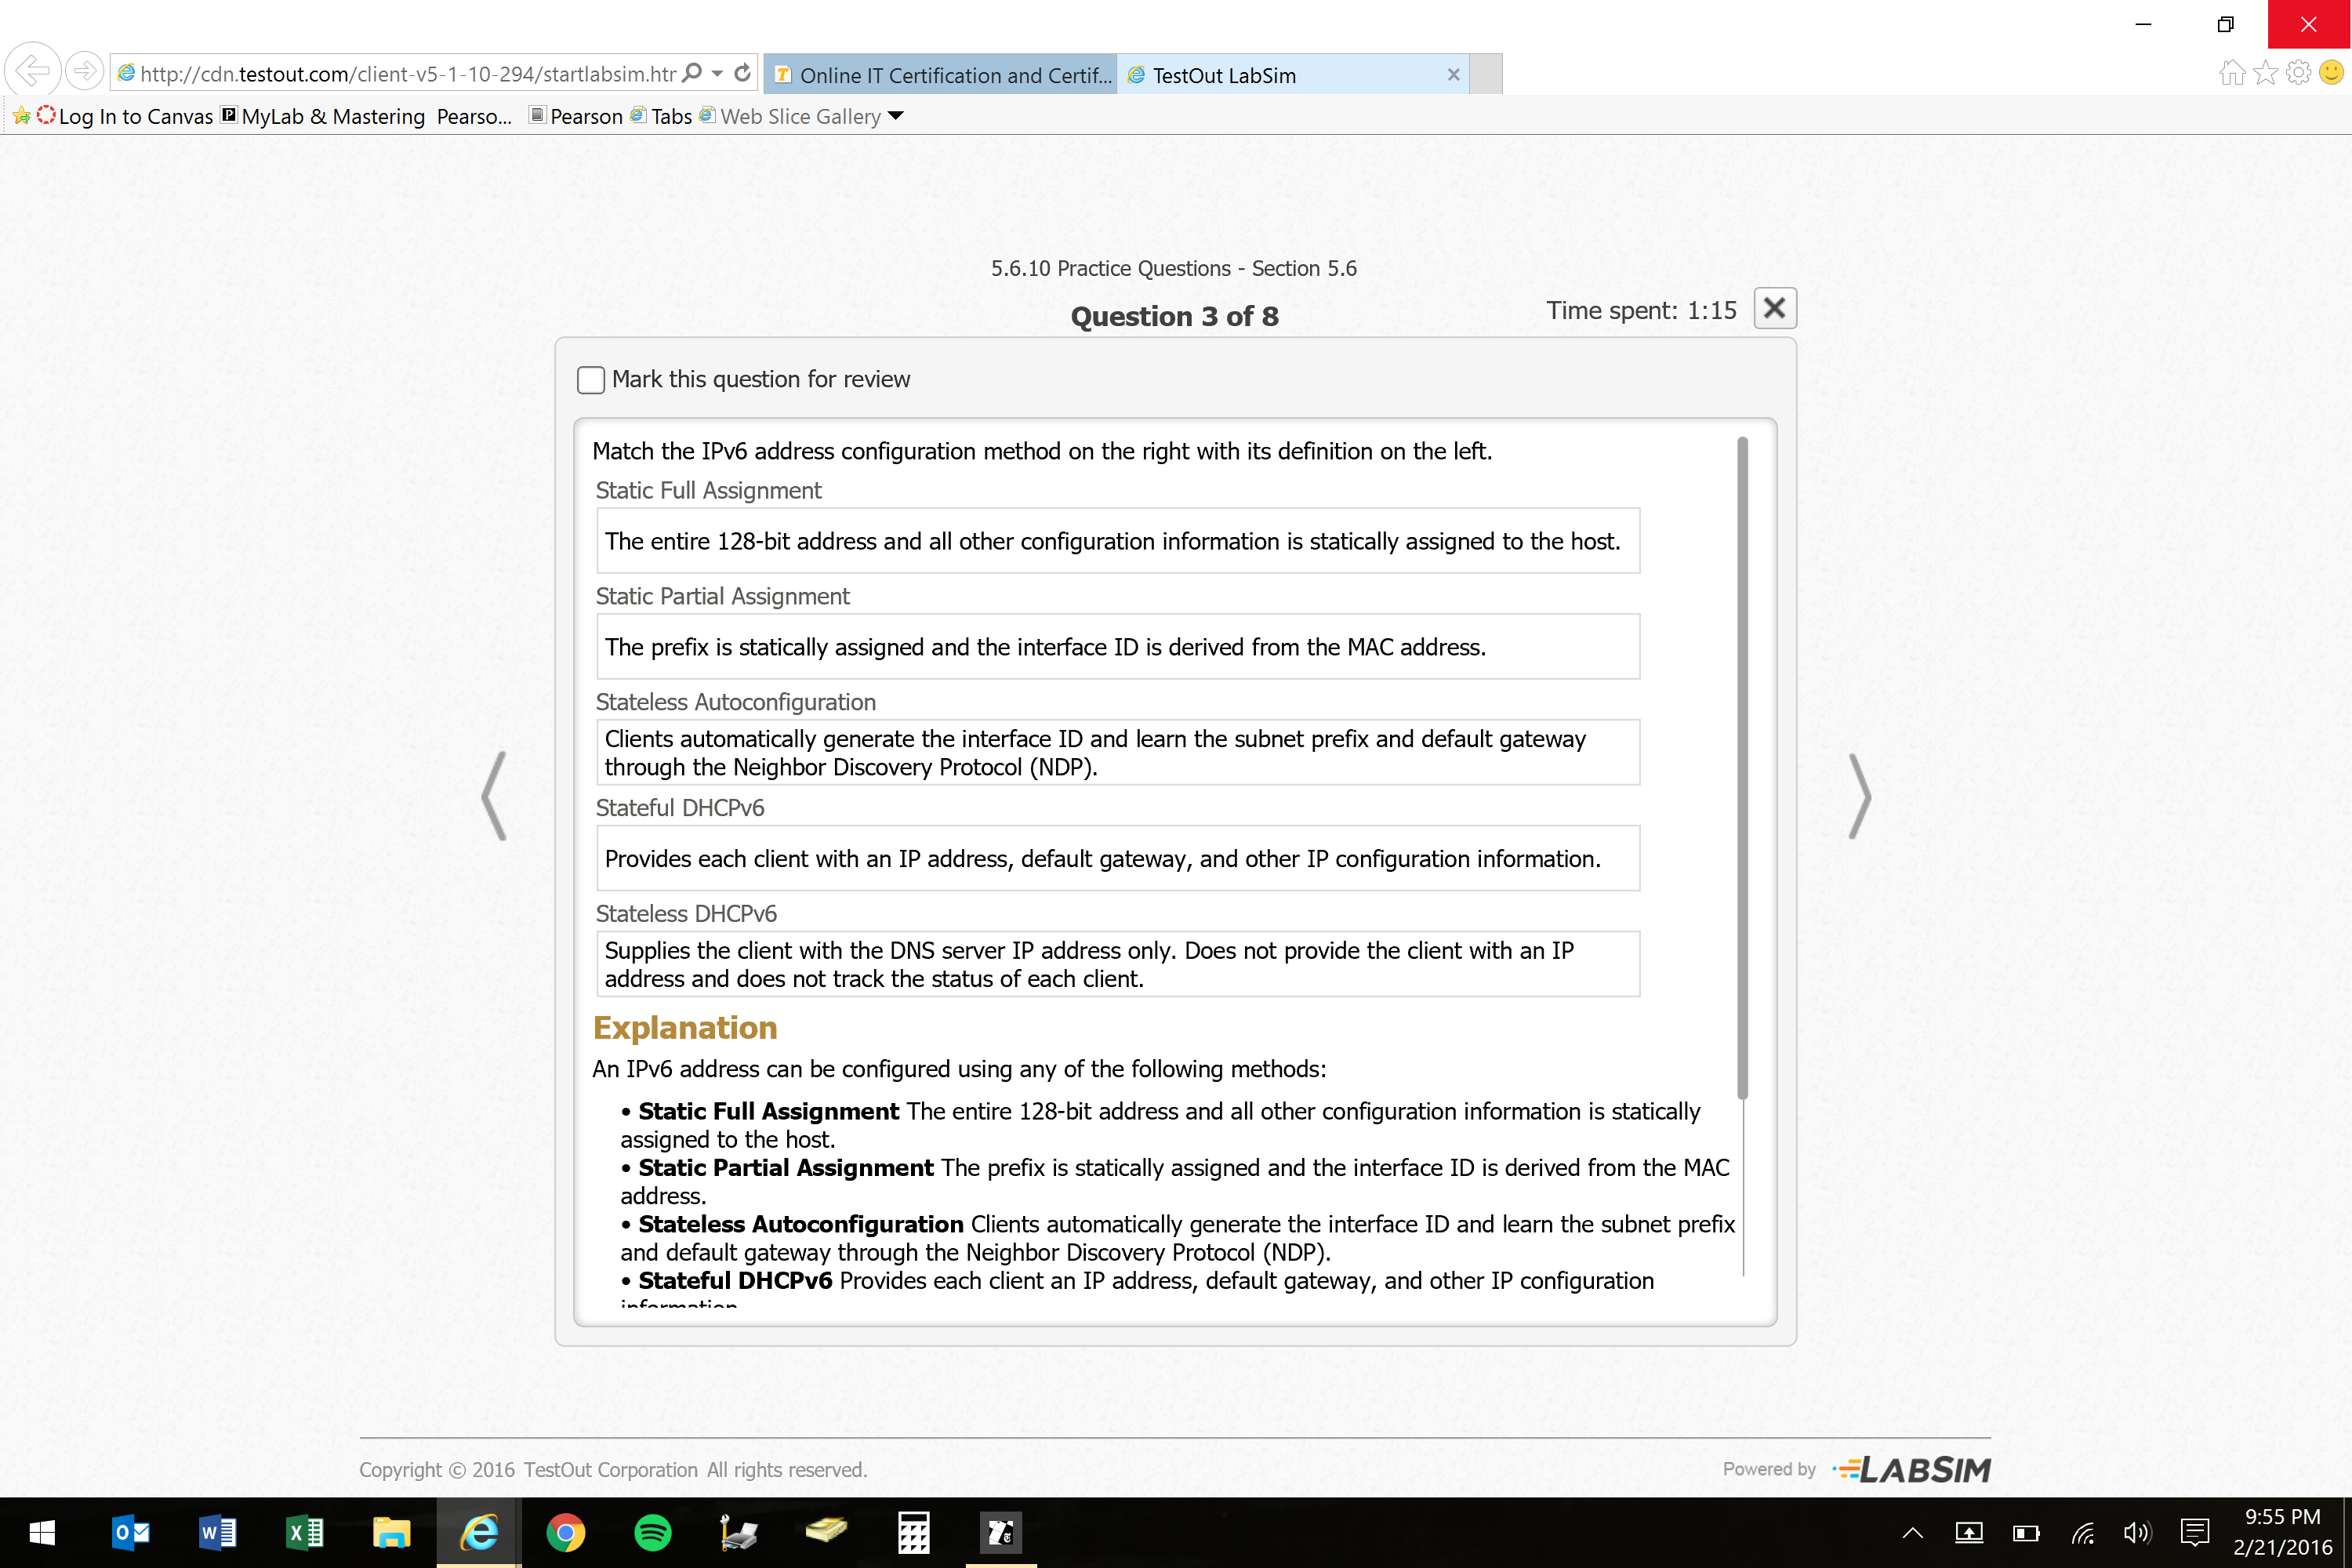 http://cdn.testout.com/client-v5-1-10-294/startlabsim.htr
Online IT Certification and Certif...
TestOut LabSim
Log In to Canvas
MyLab & Mastering Pearso...
Pearson
Tabs
Web Slice Gallery
5.6.10 Practice Questions - Section 5.6
Question 3 of 8
Time spent: 1:15
Mark this question for review
Match the IPv6 address configuration method on the right with its definition on the left.
Static Full Assignment
The entire 128-bit address and all other configuration information is statically assigned to the host.
Static Partial Assignment
The prefix is statically assigned and the interface ID is derived from the MAC address.
Stateless Autoconfiguration
Clients automatically generate the interface ID and learn the subnet prefix and default gateway
through the Neighbor Discovery Protocol (NDP).
Stateful DHCPv6
Provides each client with an IP address, default gateway, and other IP configuration information.
Stateless DHCPv6
Supplies the client with the DNS server IP address only. Does not provide the client with an IP
address and does not track the status of each client.
Explanation
An IPv6 address can be configured using any of the following methods:
• Static Full Assignment The entire 128-bit address and all other configuration information is statically
assigned to the host.
• Static Partial Assignment The prefix is statically assigned and the interface ID is derived from the MAC
address.
• Stateless Autoconfiguration Clients automatically generate the interface ID and learn the subnet prefix
and default gateway through the Neighbor Discovery Protocol (NDP).
• Stateful DHCPv6 Provides each client an IP address, default gateway, and other IP configuration
information.
Copyright © 2016 TestOut Corporation All rights reserved.
Powered by LABSIM
9:55 PM
2/21/2016